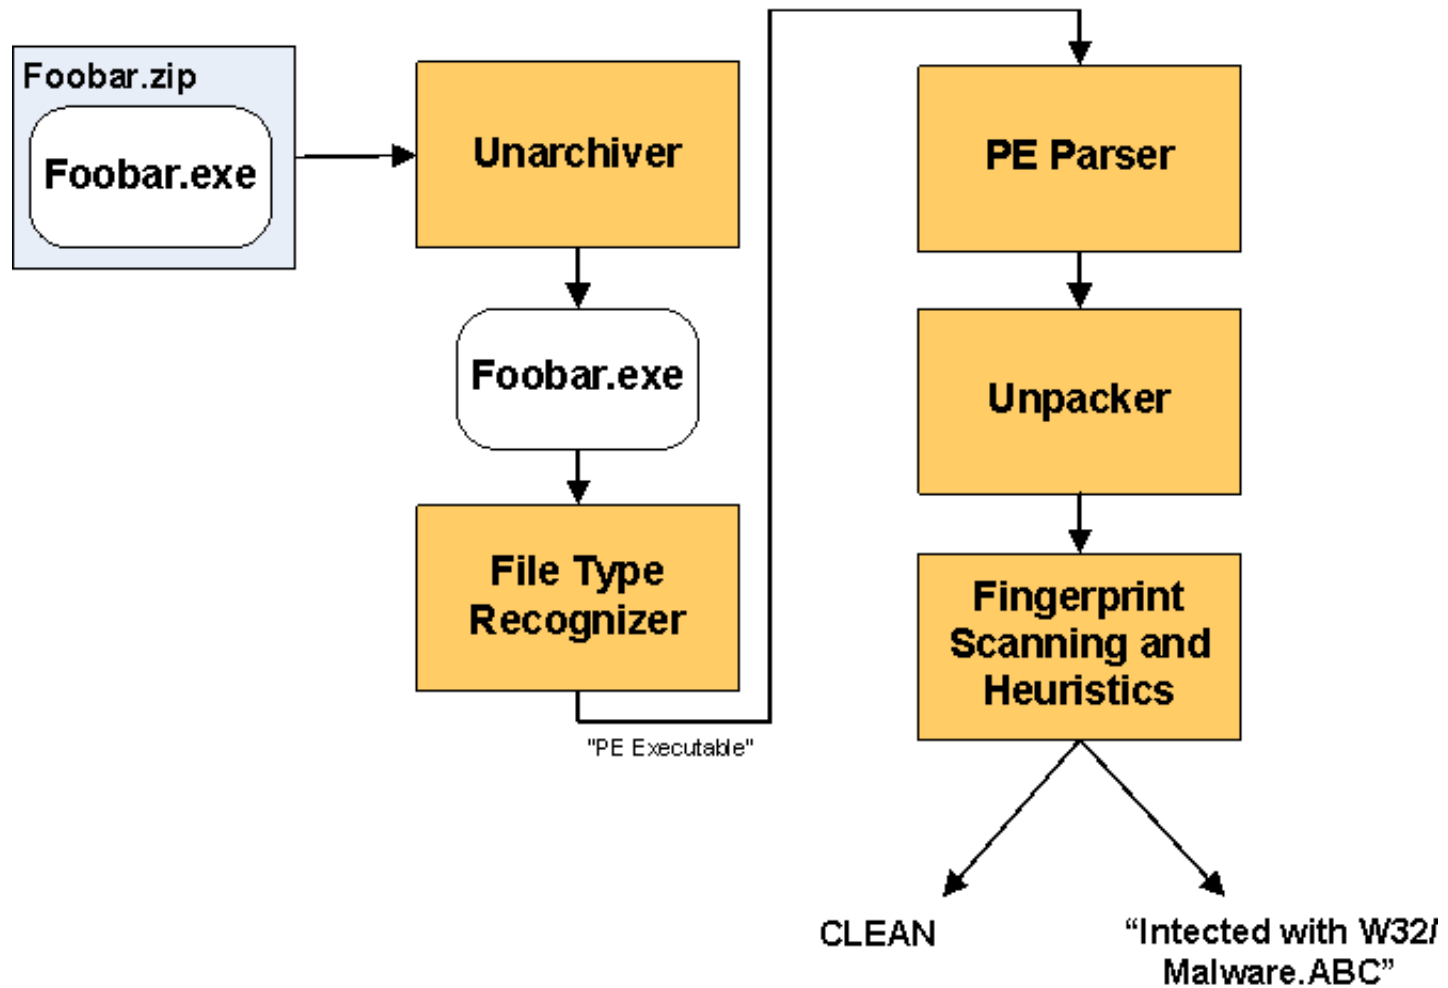 Foobar.zip
Foobar.exe
Unarchiver
Foobar.exe
File Type
Recognizer
"PE Executable"
PE Parser
Unpacker
Fingerprint
Scanning and
Heuristics
CLEAN
“Intected with W32/
Malware.ABC”